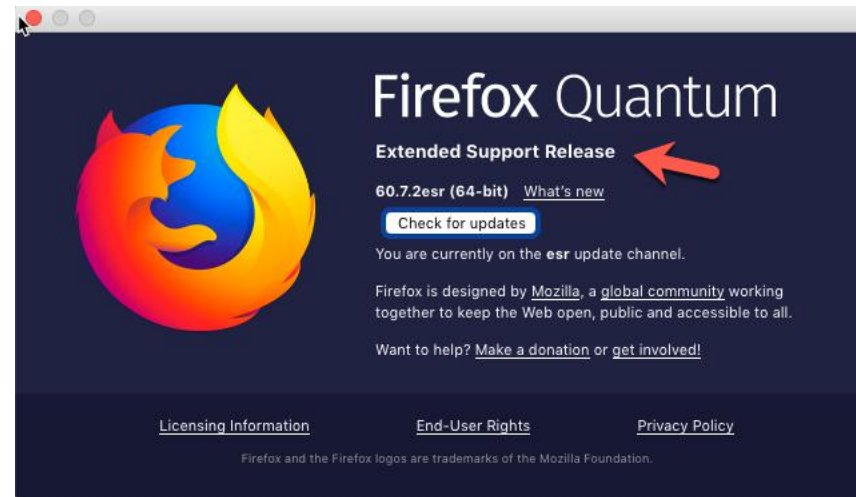 Firefox Quantum
Extended Support Release
60.7.2esr (64-bit) What's new
Check for updates
You are currently on the esr update channel.
Firefox is designed by Mozilla, a global community working
together to keep the Web open, public and accessible to all.
Want to help? Make a donation or get involved!
Licensing Information End-User Rights Privacy Policy
Firefox and the Firefox logos are trademarks of the Mozilla Foundation.